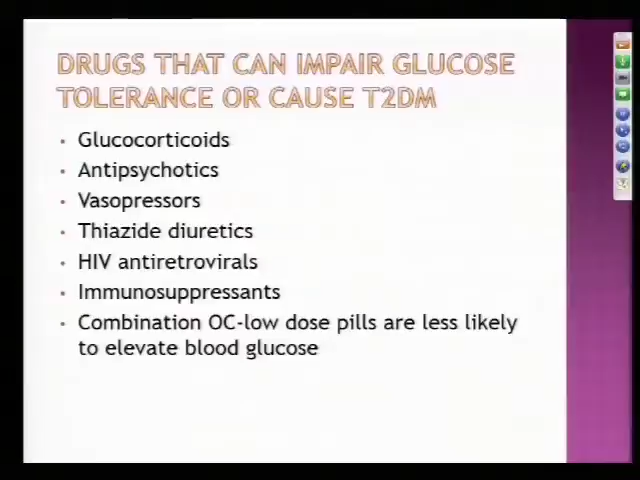 DRUGS THAT CAN IMPAIR GLUCOSE
TOLERANCE OR CAUSE T2DM
• Glucocorticoids
• Antipsychotics
• Vasopressors
• Thiazide diuretics
• HIV antiretrovirals
• Immunosuppressants
• Combination OC-low dose pills are less likely
to elevate blood glucose